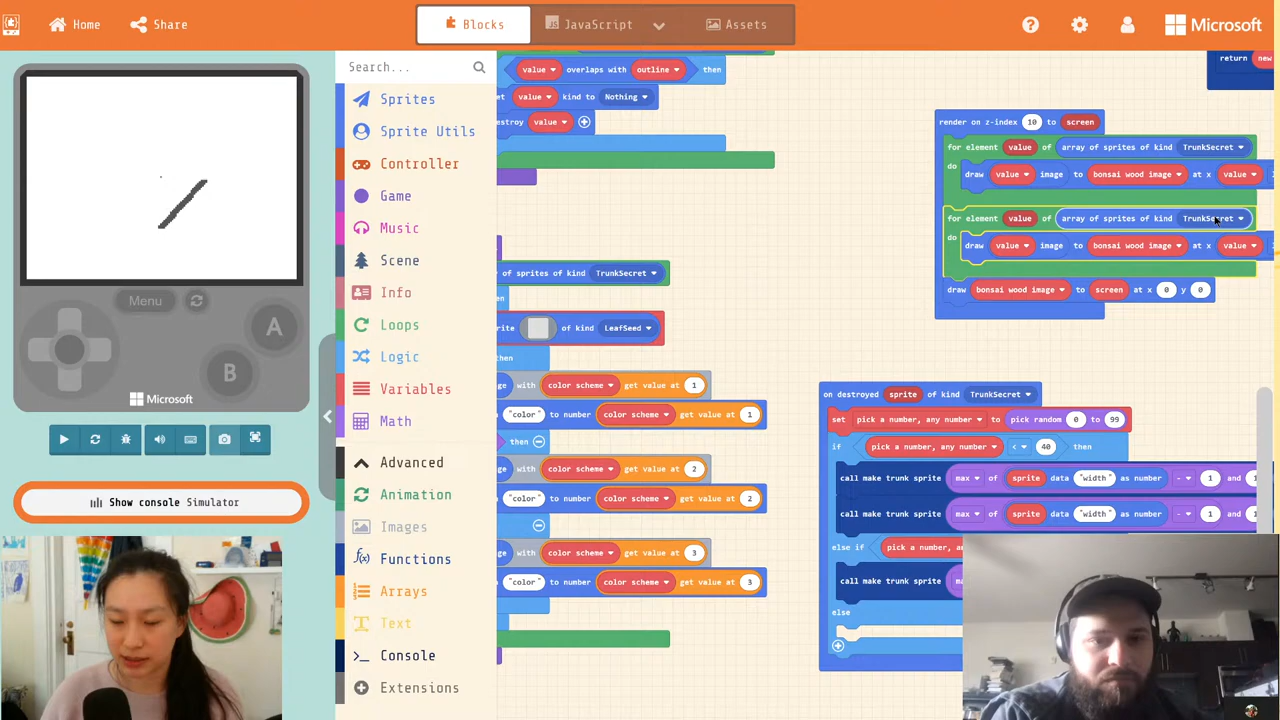 Home
Share
Blocks
JavaScript
Assets
Microsoft
Menu
A
B
Microsoft
Show console Simulator
Search...
Sprites
Sprite Utils
Controller
Game
Music
Scene
Info
Loops
Logic
Variables
Math
Advanced
Animation
Images
Functions
Arrays
Text
Console
Extensions
value overlaps with outline then
value kind to Nothing
value
of sprites of kind TrunkSecret
of kind LeafSeed
then
with color scheme get value at 1
"color" to number color scheme get value at 1
then
with color scheme get value at 2
"color" to number color scheme get value at 2
with color scheme get value at 3
"color" to number color scheme get value at 3
return new
render on z-index 10 to screen
for element value of array of sprites of kind TrunkSecret
do draw value image to bonsai wood image at x value
for element value of array of sprites of kind TrunkSecret
do draw value image to bonsai wood image at x value
draw bonsai wood image to screen at x 0 y 0
on destroyed sprite of kind TrunkSecret
set pick a number, any number to pick random 0 to 99
if pick a number, any number < 40 then
call make trunk sprite max of sprite data "width" as number - 1 and
call make trunk sprite max of sprite data "width" as number - 1 and
else if pick a number,
call make trunk sprite
else